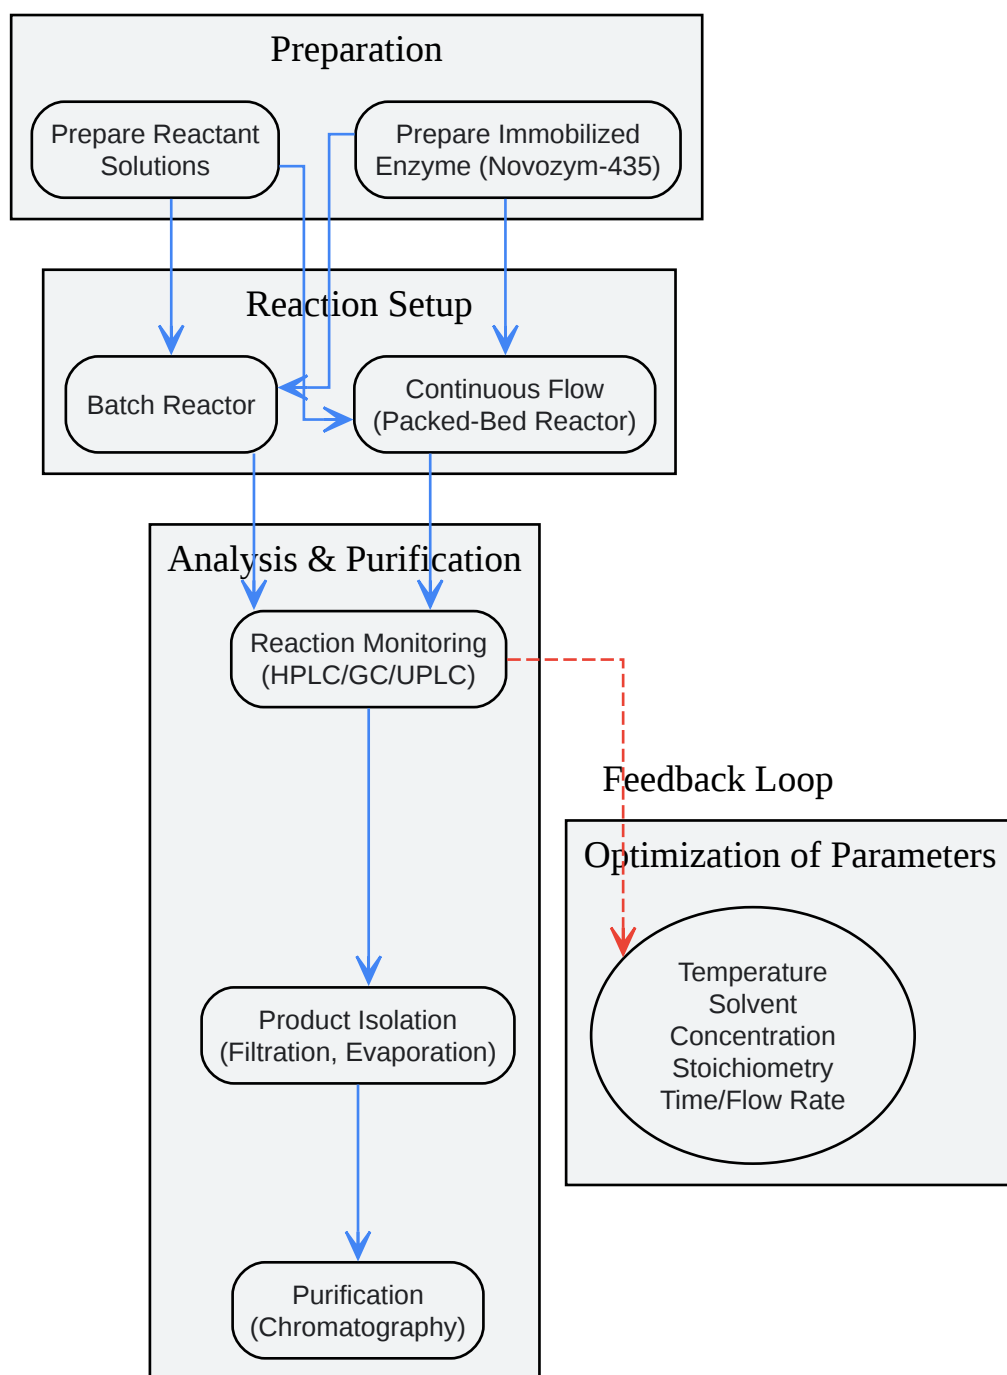 Preparation
Prepare Reactant
Solutions
Prepare Immobilized
Enzyme (Novozym-435)
Reaction Setup
Batch Reactor
Continuous Flow
(Packed-Bed Reactor)
Analysis & Purification
Reaction Monitoring
(HPLC/GC/UPLC)
Feedback Loop
Optimization of Parameters
Temperature
Solvent
Concentration
Stoichiometry
Time/Flow Rate
Product Isolation
(Filtration, Evaporation)
Purification
(Chromatography)